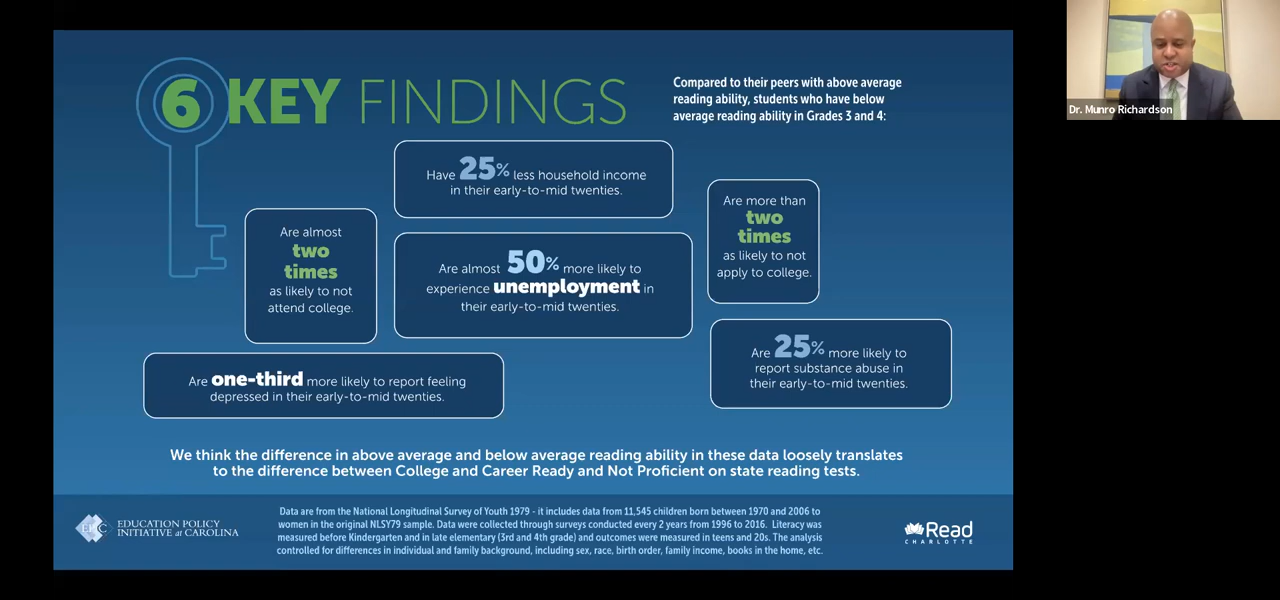 6 KEY FINDINGS
Compared to their peers with above average
reading ability, students who have below
average reading ability in Grades 3 and 4:
Have 25% less household income
in their early-to-mid twenties.
Are almost
two
times
as likely to not
attend college.
Are almost 50% more likely to
experience unemployment in
their early-to-mid twenties.
Are more than
two
times
as likely to not
apply to college.
Are one-third more likely to report feeling
depressed in their early-to-mid twenties.
Are 25% more likely to
report substance abuse in
their early-to-mid twenties.
We think the difference in above average and below average reading ability in these data loosely translates
to the difference between College and Career Ready and Not Proficient on state reading tests.
EPIC
EDUCATION POLICY
INITIATIVE at CAROLINA
Data are from the National Longitudinal Survey of Youth 1979 - it includes data from 11,545 children born between 1970 and 2006 to
women in the original NLSY79 sample. Data were collected through surveys conducted every 2 years from 1996 to 2016. Literacy was
measured before Kindergarten and in late elementary (3rd and 4th grade) and outcomes were measured in teens and 20s. The analysis
controlled for differences in individual and family background, including sex, race, birth order, family income, books in the home, etc.
Read
CHARLOTTE
Dr. Munro Richardson